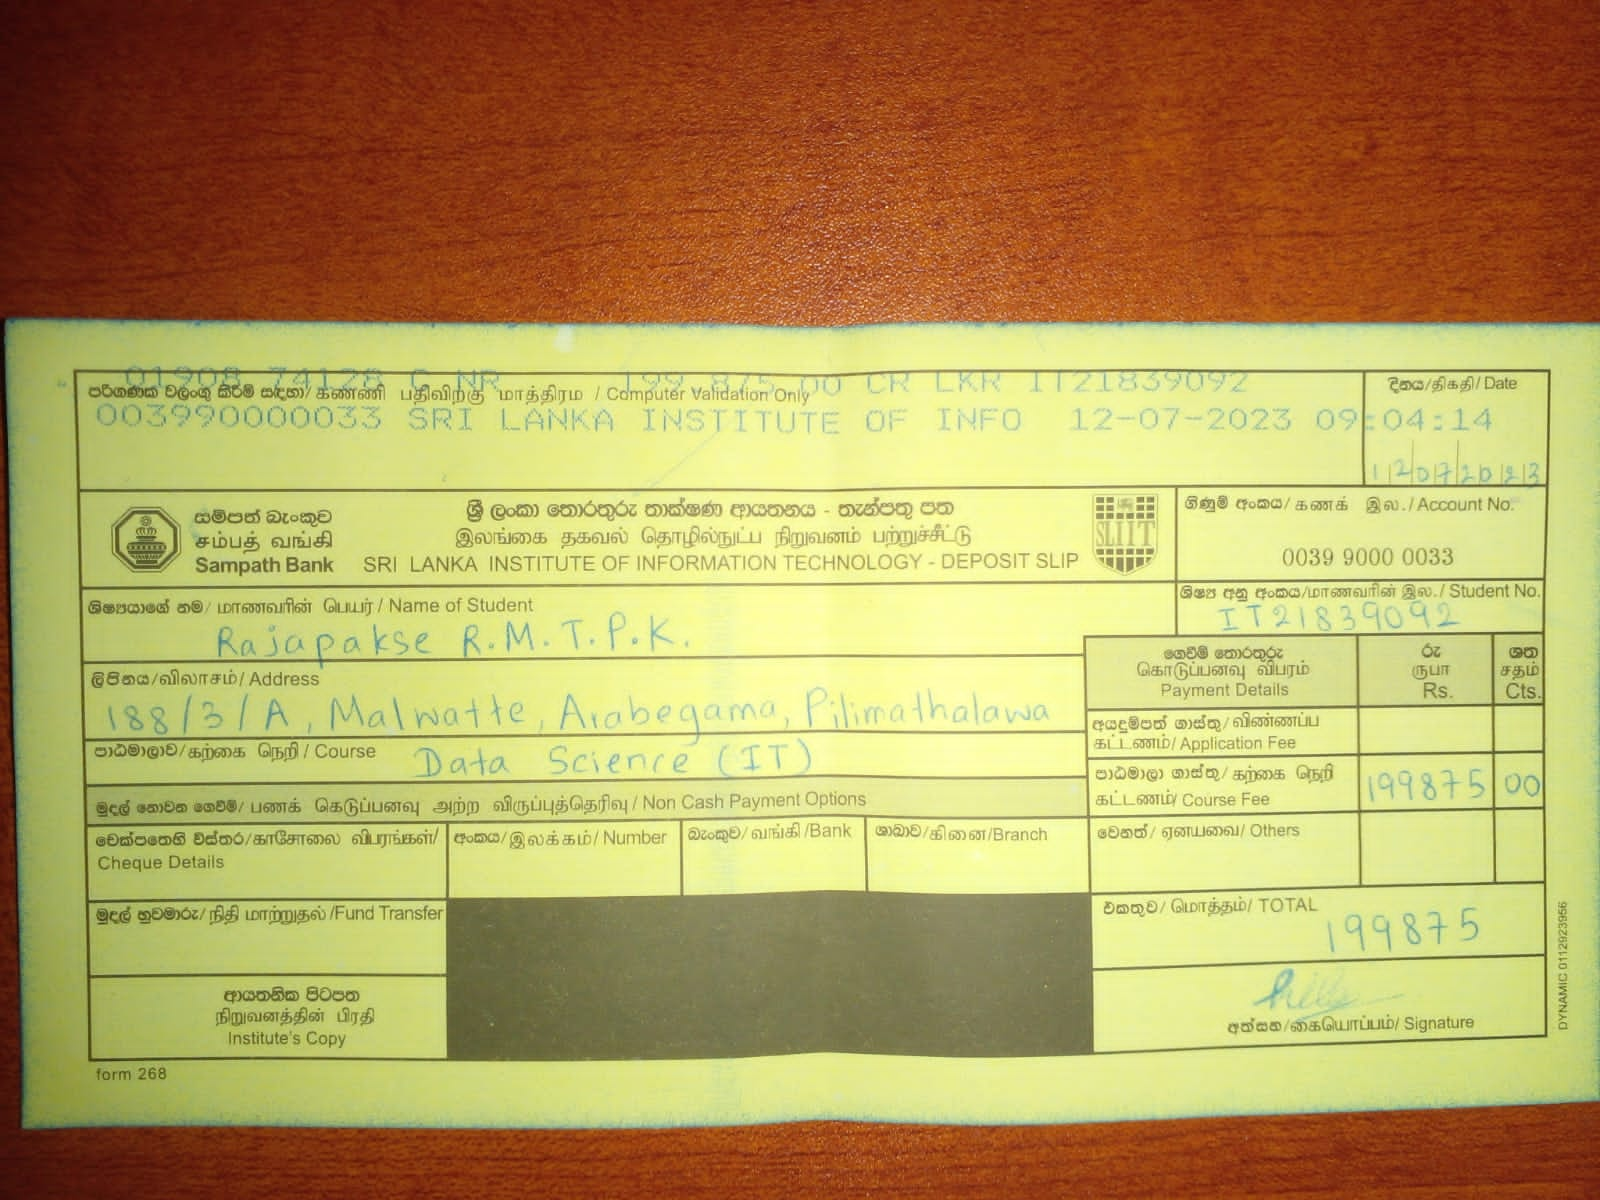 01908 74128 C NR 199,875.00 CR LKR IT21839092
පරිගණක වලංගු කිරීම් සඳහා/ கணணி பதிவிற்கு மாத்திரம / Computer Validation Only
දිනය/திகதி/ Date
003990000033 SRI LANKA INSTITUTE OF INFO 12-07-2023 09:04:14
12072023
සම්පත් බැංකුව
சம்பத் வங்கி
Sampath Bank
ශ්‍රී ලංකා තොරතුරු තාක්ෂණ ආයතනය - තැන්පතු පත
இலங்கை தகவல் தொழில்நுட்ப நிறுவனம் பற்றுச்சீட்டு
SRI LANKA INSTITUTE OF INFORMATION TECHNOLOGY - DEPOSIT SLIP
SLIIT
ගිණුම් අංකය/ கணக் இல./ Account No.
0039 9000 0033
ශිෂ්‍යයාගේ නම/ மாணவரின் பெயர் / Name of Student
Rajapakse R.M.T.P.K.
ශිෂ්‍ය අනු අංකය/மாணவரின் இல./ Student No.
IT21839092
ලිපිනය/விலாசம்/ Address
188/3/A, Malwatte, Arabegama, Pilimathalawa
පාඨමාලාව/கற்கை நெறி / Course
Data Science (IT)
මුදල් නොවන ගෙවීම්/ பணக் கெடுப்பனவு அற்ற விருப்புத்தெரிவு / Non Cash Payment Options
චෙක්පතෙහි විස්තර/காசோலை விபரங்கள்/
Cheque Details
අංකය/இலக்கம்/ Number
බැංකුව/வங்கி /Bank
ශාඛාව/கினை/Branch
මුදල් හුවමාරු/ நிதி மாற்றுதல் /Fund Transfer
ආයතනික පිටපත
நிறுவனத்தின் பிரதி
Institute's Copy
ගෙවීම් තොරතුරු
கொடுப்பனவு விபரம்
Payment Details
රු
ரூபா
Rs.
ශත
சதம்
Cts.
අයදුම්පත් ගාස්තු/ விண்ணப்ப
கட்டணம்/ Application Fee
පාඨමාලා ගාස්තු/ கற்கை நெறி
கட்டணம்/ Course Fee
199875 00
වෙනත්/ ஏனயவை/ Others
එකතුව/ மொத்தம்/ TOTAL
199875
අත්සන/கையொப்பம்/ Signature
DYNAMIC 0112923956
form 268